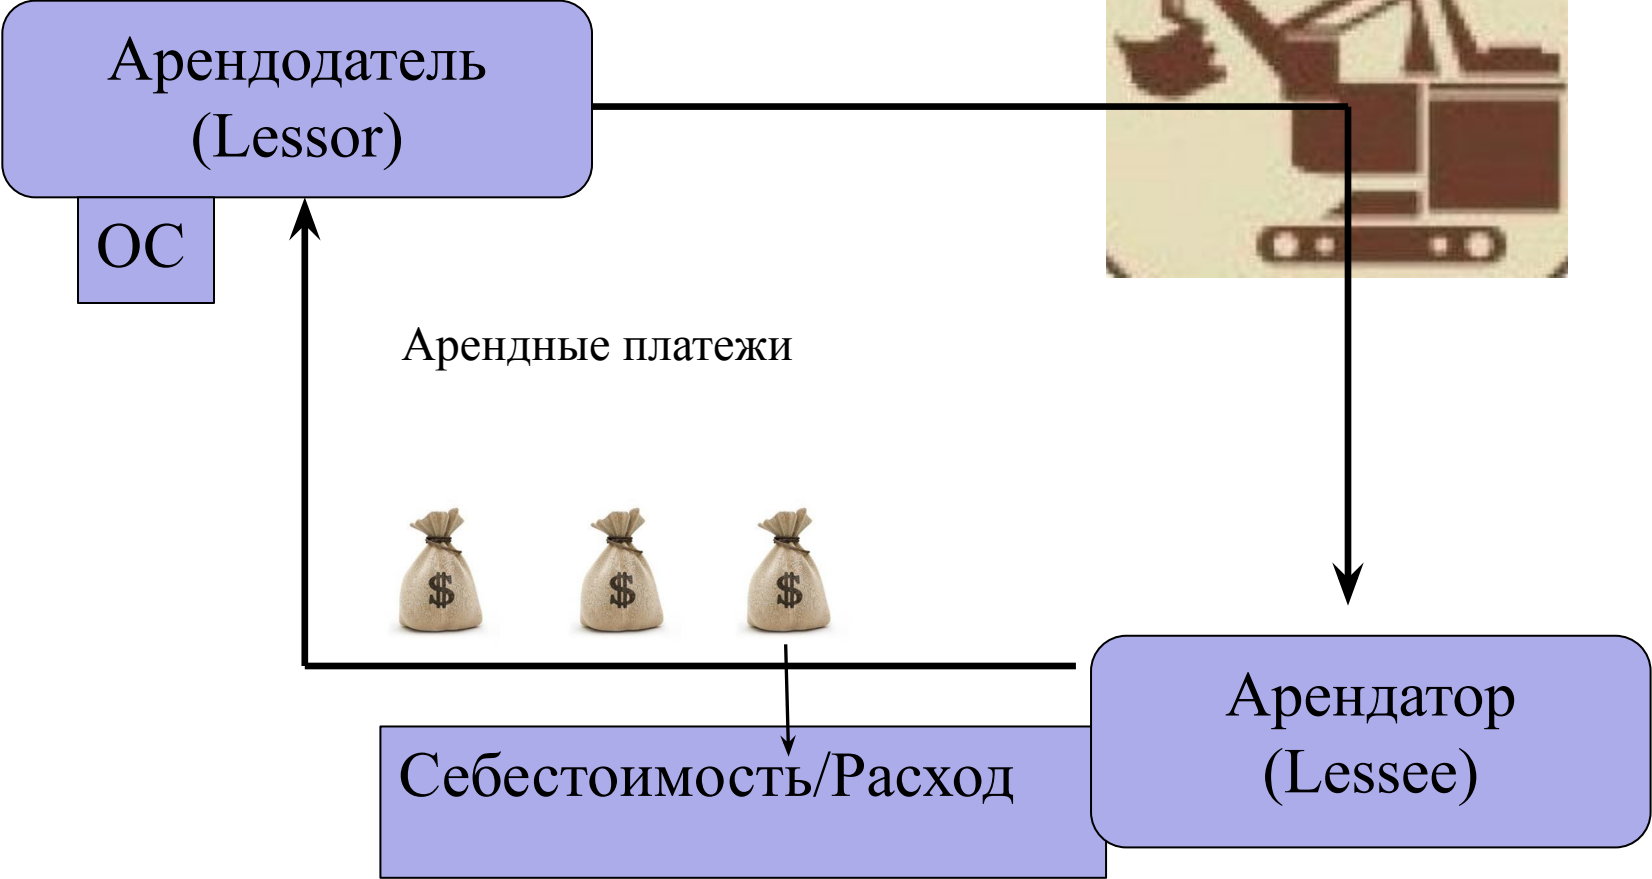 Арендодатель
(Lessor)
ОС
Арендные платежи
$ $ $
Себестоимость/Расход
Арендатор
(Lessee)